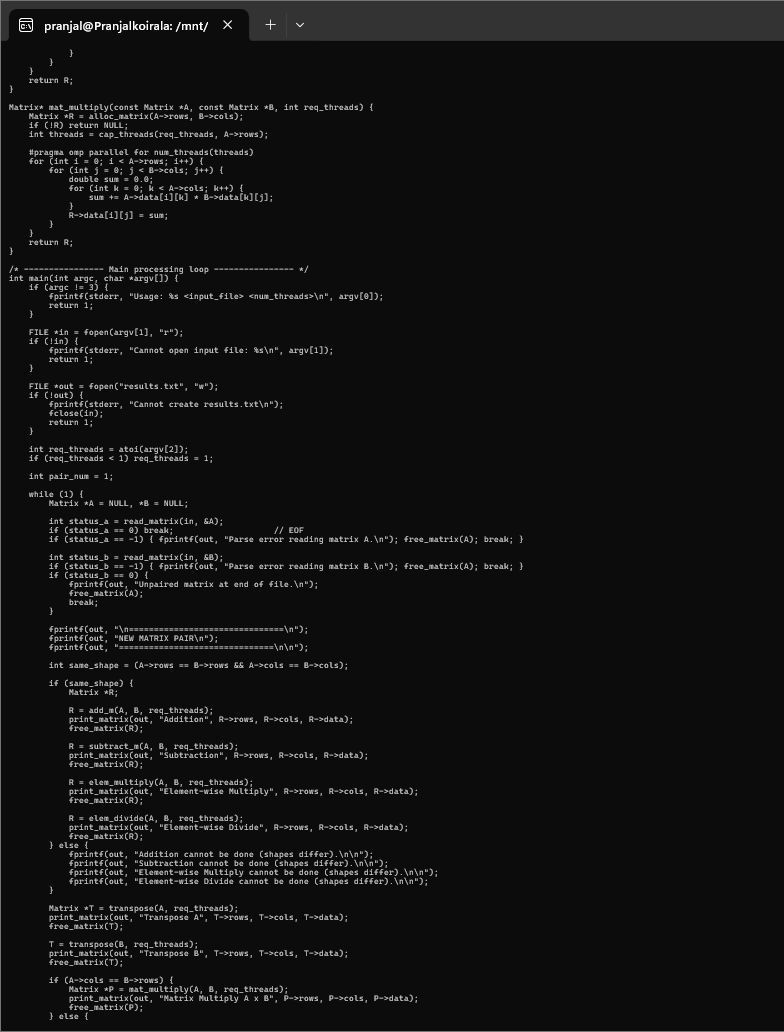 pranjal@Pranjalkoirala: /mnt/
            }
        }
    }
    return R;
}
Matrix* mat_multiply(const Matrix *A, const Matrix *B, int req_threads) {
    Matrix *R = alloc_matrix(A->rows, B->cols);
    if (!R) return NULL;
    int threads = cap_threads(req_threads, A->rows);
    #pragma omp parallel for num_threads(threads)
    for (int i = 0; i < A->rows; i++) {
        for (int j = 0; j < B->cols; j++) {
            double sum = 0.0;
            for (int k = 0; k < A->cols; k++) {
                sum += A->data[i][k] * B->data[k][j];
            }
            R->data[i][j] = sum;
        }
    }
    return R;
}
/* ---------------- Main processing loop ---------------- */
int main(int argc, char *argv[]) {
    if (argc != 3) {
        fprintf(stderr, "Usage: %s <input_file> <num_threads>\n", argv[0]);
        return 1;
    }
    FILE *in = fopen(argv[1], "r");
    if (!in) {
        fprintf(stderr, "Cannot open input file: %s\n", argv[1]);
        return 1;
    }
    FILE *out = fopen("results.txt", "w");
    if (!out) {
        fprintf(stderr, "Cannot create results.txt\n");
        fclose(in);
        return 1;
    }
    int req_threads = atoi(argv[2]);
    if (req_threads < 1) req_threads = 1;
    int pair_num = 1;
    while (1) {
        Matrix *A = NULL, *B = NULL;
        int status_a = read_matrix(in, &A);
        if (status_a == 0) break;                    // EOF
        if (status_a == -1) { fprintf(out, "Parse error reading matrix A.\n"); free_matrix(A); break; }
        int status_b = read_matrix(in, &B);
        if (status_b == -1) { fprintf(out, "Parse error reading matrix B.\n"); free_matrix(A); break; }
        if (status_b == 0) {
            fprintf(out, "Unpaired matrix at end of file.\n");
            free_matrix(A);
            break;
        }
        fprintf(out, "\n===============================\n");
        fprintf(out, "NEW MATRIX PAIR\n");
        fprintf(out, "===============================\n\n");
        int same_shape = (A->rows == B->rows && A->cols == B->cols);
        if (same_shape) {
            Matrix *R;
            R = add_m(A, B, req_threads);
            print_matrix(out, "Addition", R->rows, R->cols, R->data);
            free_matrix(R);
            R = subtract_m(A, B, req_threads);
            print_matrix(out, "Subtraction", R->rows, R->cols, R->data);
            free_matrix(R);
            R = elem_multiply(A, B, req_threads);
            print_matrix(out, "Element-wise Multiply", R->rows, R->cols, R->data);
            free_matrix(R);
            R = elem_divide(A, B, req_threads);
            print_matrix(out, "Element-wise Divide", R->rows, R->cols, R->data);
            free_matrix(R);
        } else {
            fprintf(out, "Addition cannot be done (shapes differ).\n\n");
            fprintf(out, "Subtraction cannot be done (shapes differ).\n\n");
            fprintf(out, "Element-wise Multiply cannot be done (shapes differ).\n\n");
            fprintf(out, "Element-wise Divide cannot be done (shapes differ).\n\n");
        }
        Matrix *T = transpose(A, req_threads);
        print_matrix(out, "Transpose A", T->rows, T->cols, T->data);
        free_matrix(T);
        T = transpose(B, req_threads);
        print_matrix(out, "Transpose B", T->rows, T->cols, T->data);
        free_matrix(T);
        if (A->cols == B->rows) {
            Matrix *P = mat_multiply(A, B, req_threads);
            print_matrix(out, "Matrix Multiply A x B", P->rows, P->cols, P->data);
            free_matrix(P);
        } else {